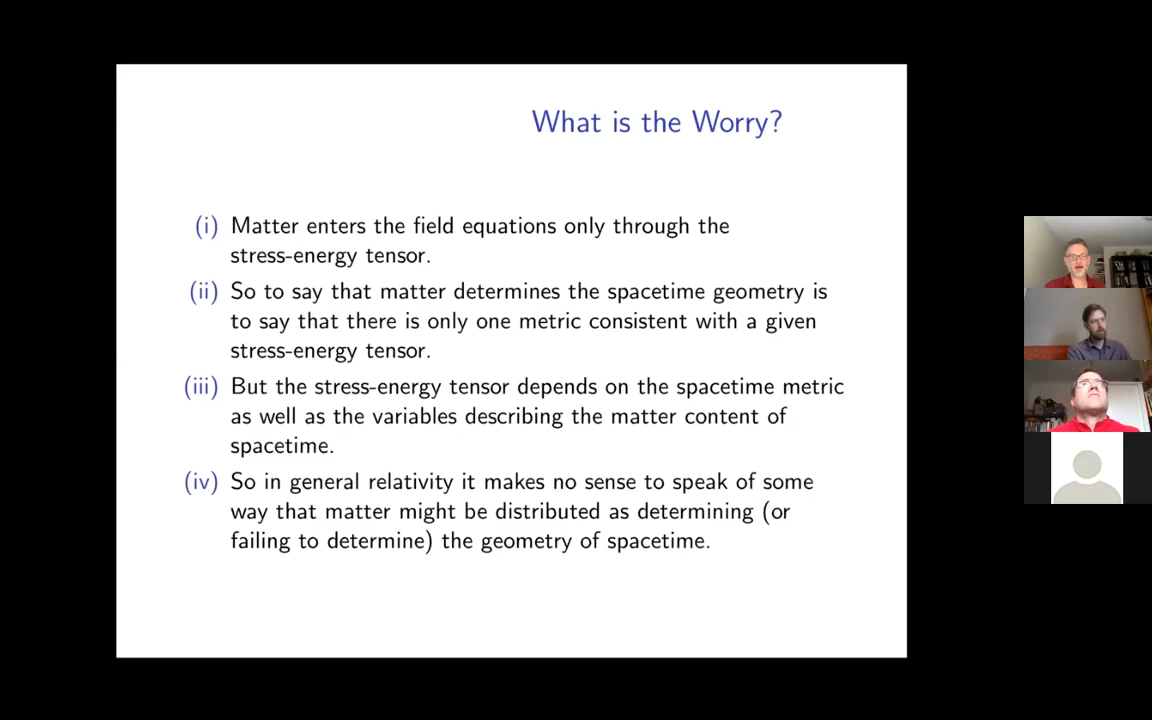 What is the Worry?
(i) Matter enters the field equations only through the
stress-energy tensor.
(ii) So to say that matter determines the spacetime geometry is
to say that there is only one metric consistent with a given
stress-energy tensor.
(iii) But the stress-energy tensor depends on the spacetime metric
as well as the variables describing the matter content of
spacetime.
(iv) So in general relativity it makes no sense to speak of some
way that matter might be distributed as determining (or
failing to determine) the geometry of spacetime.